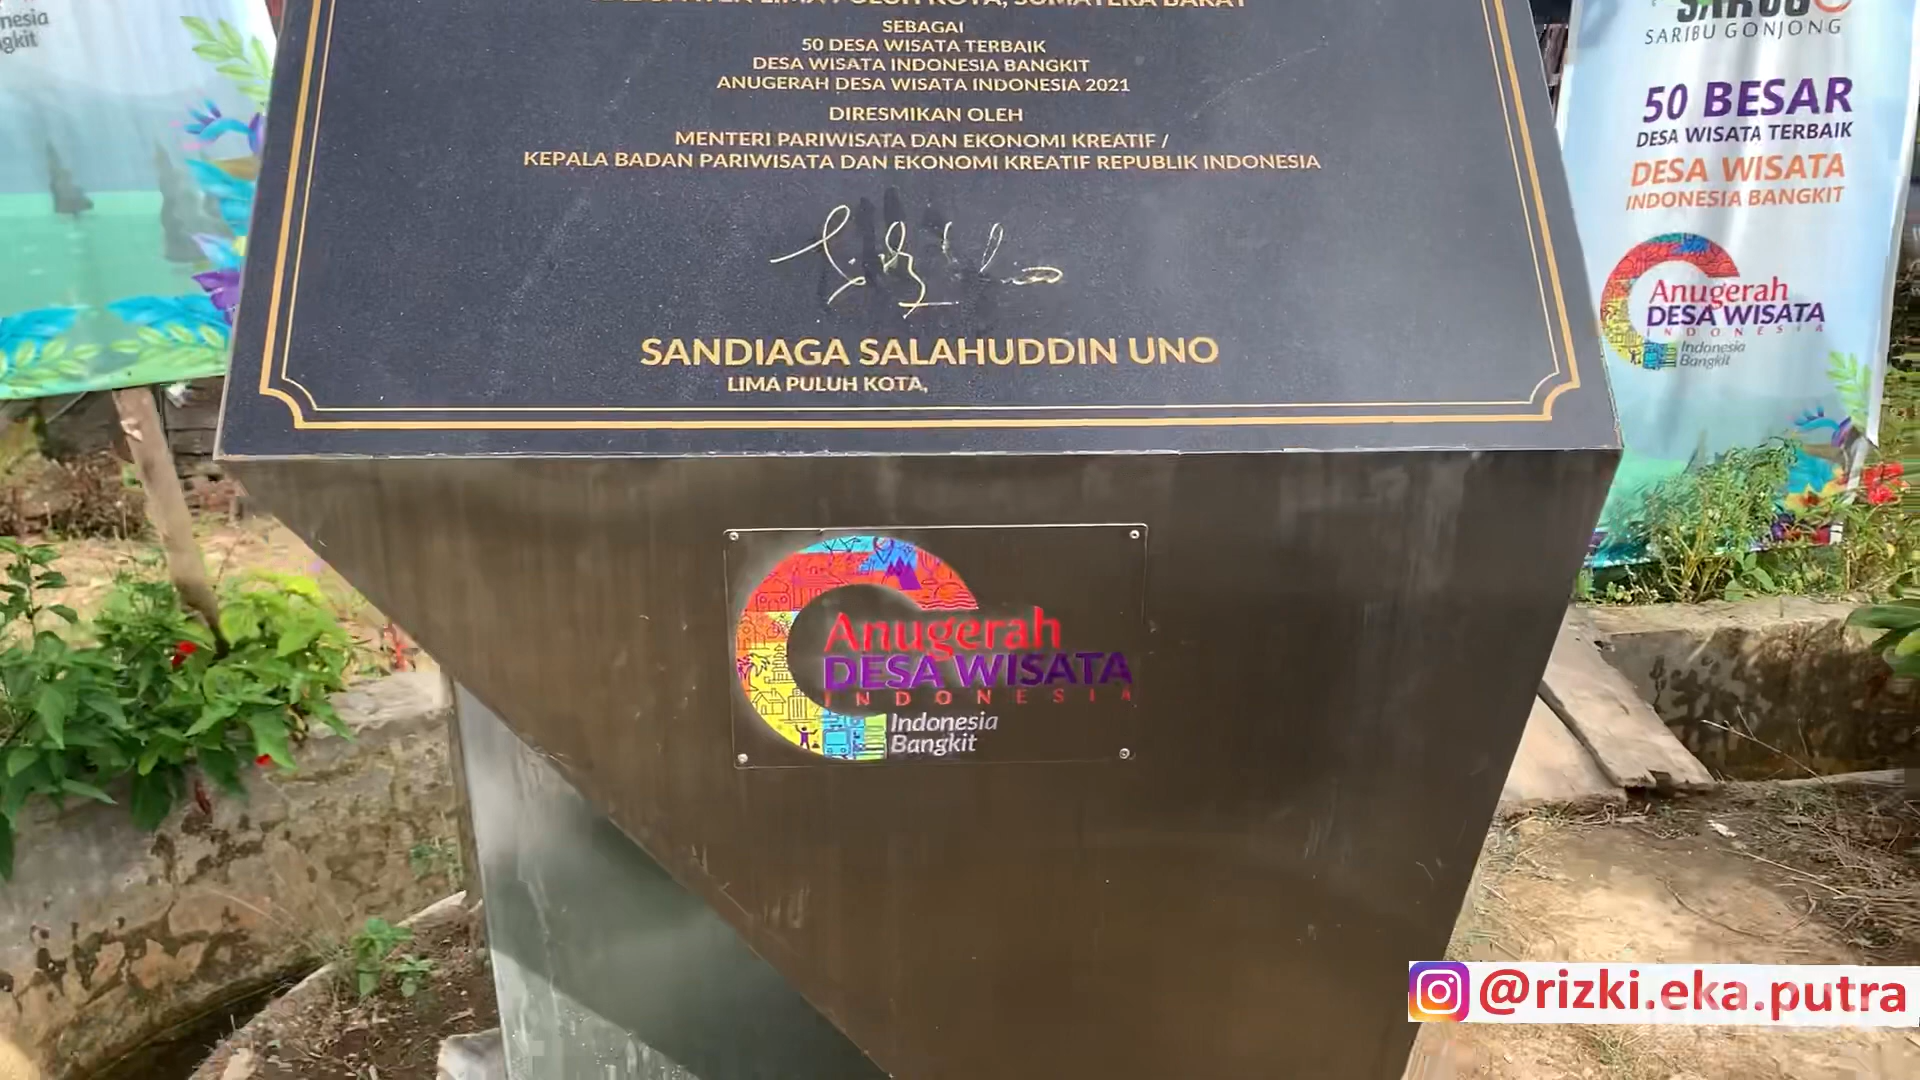 nesia
ngkit
KABUPATEN LIMA PULUH KOTA, SUMATERA BARAT
SEBAGAI
50 DESA WISATA TERBAIK
DESA WISATA INDONESIA BANGKIT
ANUGERAH DESA WISATA INDONESIA 2021
DIRESMIKAN OLEH
MENTERI PARIWISATA DAN EKONOMI KREATIF /
KEPALA BADAN PARIWISATA DAN EKONOMI KREATIF REPUBLIK INDONESIA
SANDIAGA SALAHUDDIN UNO
LIMA PULUH KOTA,
Anugerah
DESA WISATA
INDONESIA
Indonesia
Bangkit
SARUGO
SARIBU GONJONG
50 BESAR
DESA WISATA TERBAIK
DESA WISATA
INDONESIA BANGKIT
Anugerah
DESA WISATA
INDONESIA
Indonesia
Bangkit
@rizki.eka.putra